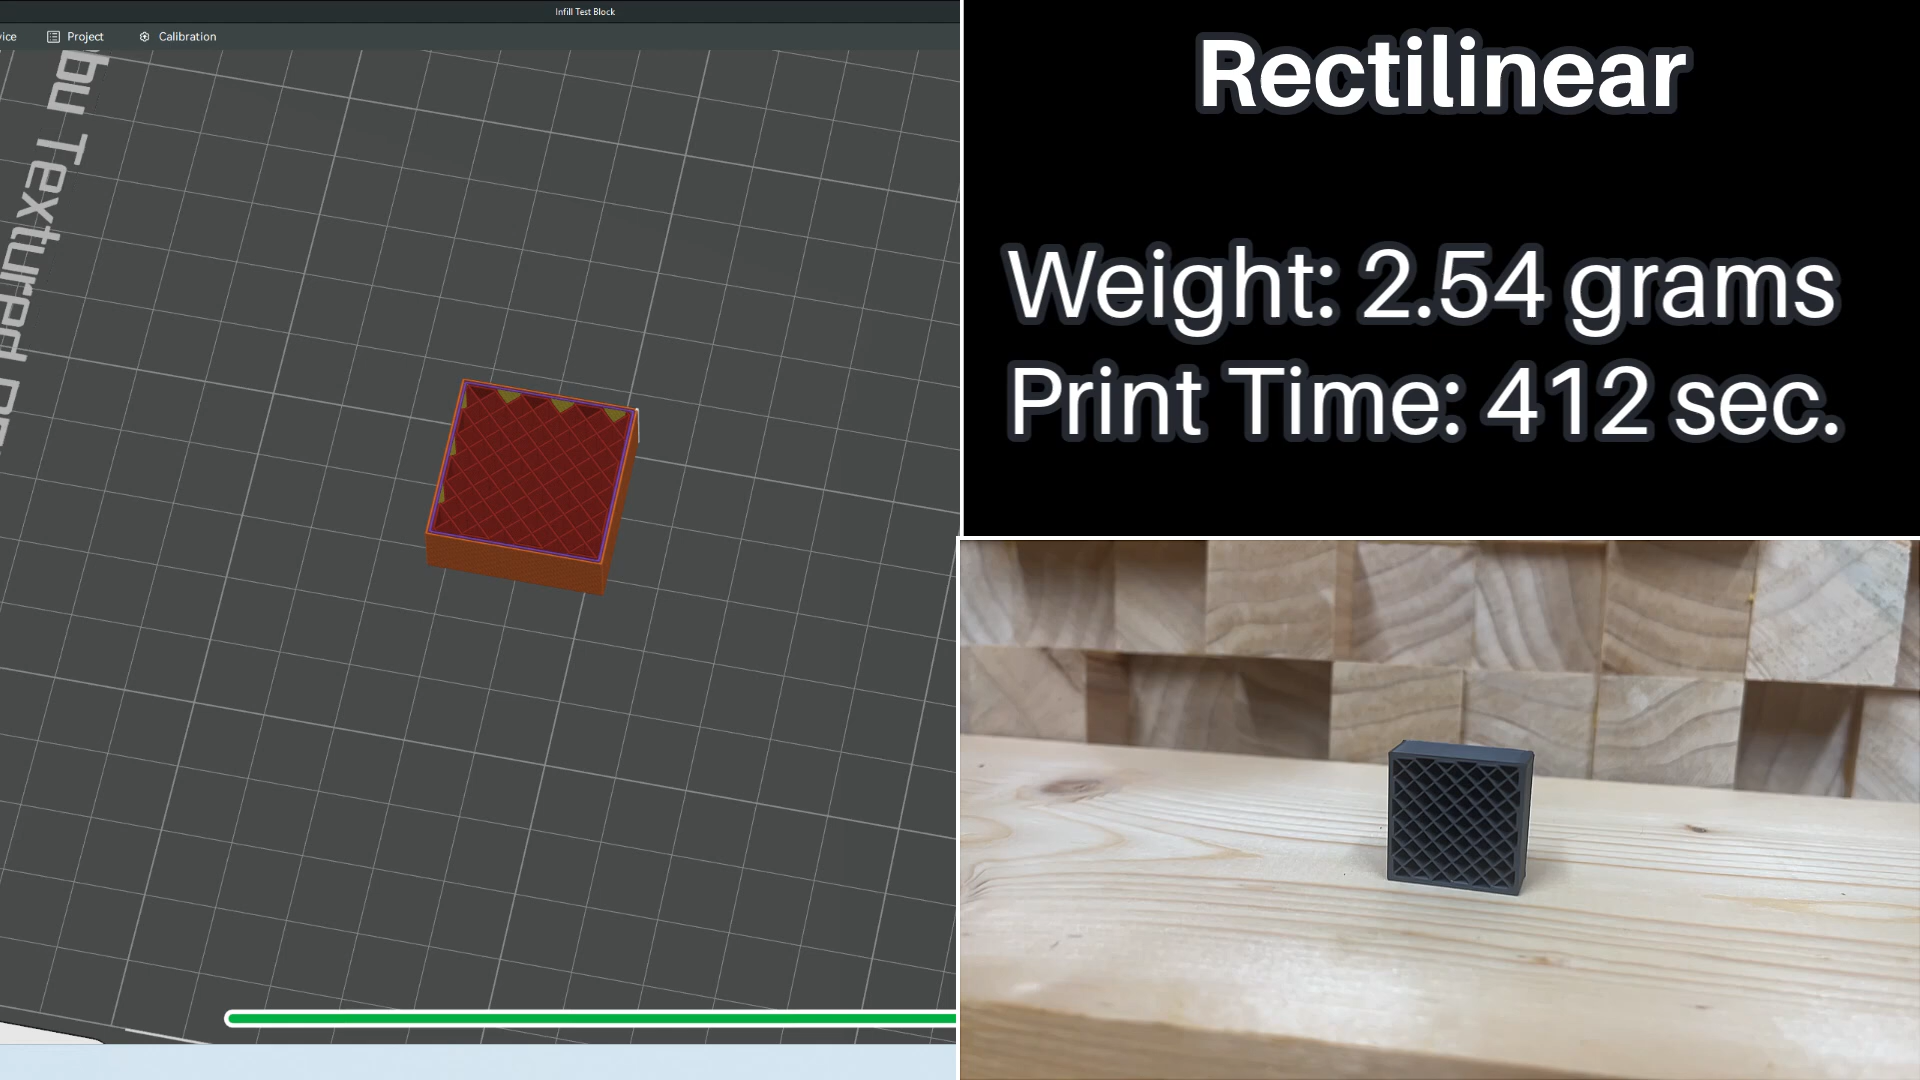 Infill Test Block
vice
Project
Calibration
bu Textured
Rectilinear
Weight: 2.54 grams
Print Time: 412 sec.